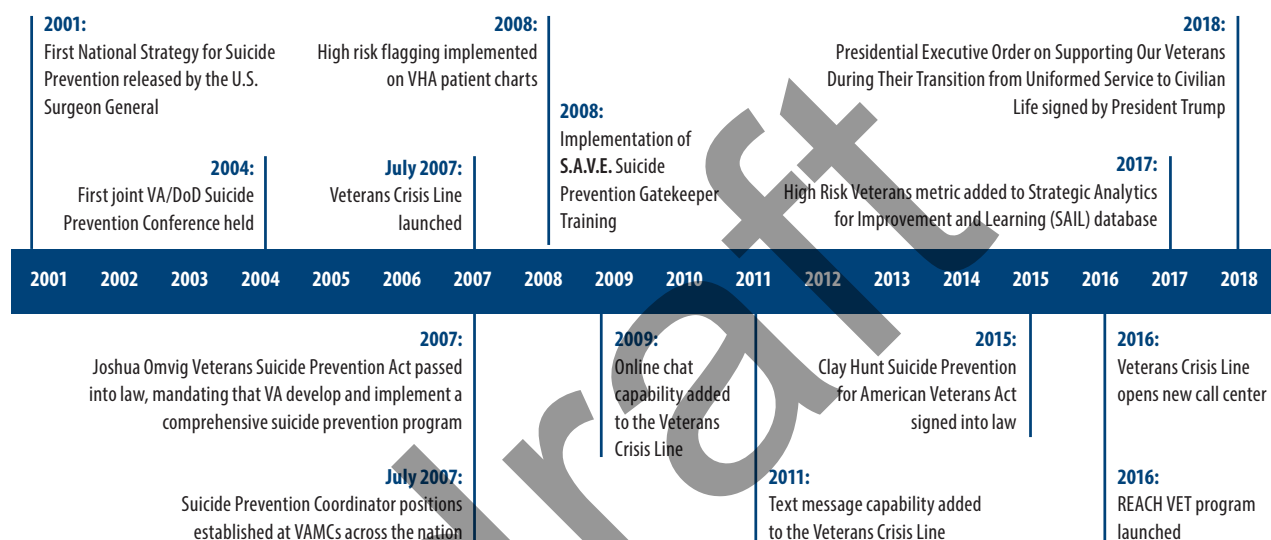 2001:
First National Strategy for Suicide
Prevention released by the U.S.
Surgeon General
2004:
First joint VA/DoD Suicide
Prevention Conference held
July 2007:
Veterans Crisis Line
launched
2008:
High risk flagging implemented
on VHA patient charts
2008:
Implementation of
S.A.V.E. Suicide
Prevention Gatekeeper
Training
2018:
Presidential Executive Order on Supporting Our Veterans
During Their Transition from Uniformed Service to Civilian
Life signed by President Trump
2017:
High Risk Veterans metric added to Strategic Analytics
for Improvement and Learning (SAIL) database
2001 2002 2003 2004 2005 2006 2007 2008 2009 2010 2011 2012 2013 2014 2015 2016 2017 2018
2007:
Joshua Omvig Veterans Suicide Prevention Act passed
into law, mandating that VA develop and implement a
comprehensive suicide prevention program
July 2007:
Suicide Prevention Coordinator positions
established at VAMCs across the nation
2009:
Online chat
capability added
to the Veterans
Crisis Line
2011:
Text message capability added
to the Veterans Crisis Line
2015:
Clay Hunt Suicide Prevention
for American Veterans Act
signed into law
2016:
Veterans Crisis Line
opens new call center
2016:
REACH VET program
launched
draft